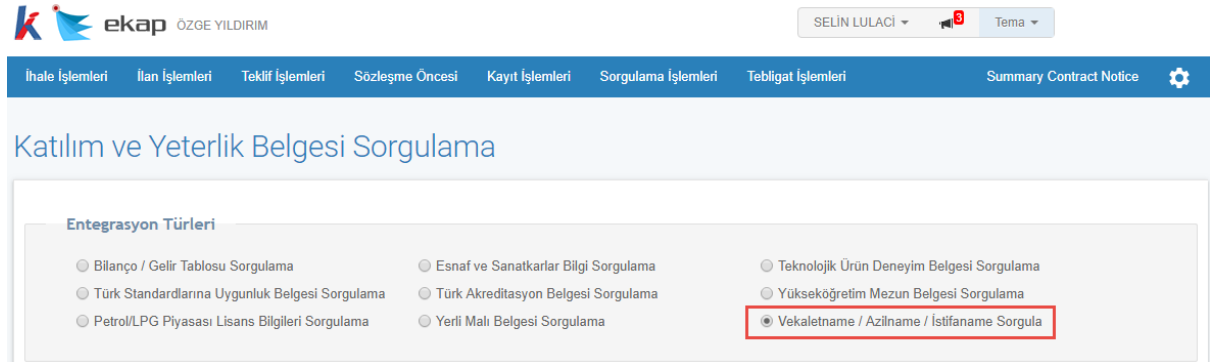 ekap ÖZGE YILDIRIM SELİN LULACİ 3 Tema
İhale İşlemleri İlan İşlemleri Teklif İşlemleri Sözleşme Öncesi Kayıt İşlemleri Sorgulama İşlemleri Tebligat İşlemleri Summary Contract Notice
Katılım ve Yeterlik Belgesi Sorgulama
Entegrasyon Türleri
Bilanço / Gelir Tablosu Sorgulama Esnaf ve Sanatkarlar Bilgi Sorgulama Teknolojik Ürün Deneyim Belgesi Sorgulama
Türk Standardlarına Uygunluk Belgesi Sorgulama Türk Akreditasyon Belgesi Sorgulama Yükseköğretim Mezun Belgesi Sorgulama
Petrol/LPG Piyasası Lisans Bilgileri Sorgulama Yerli Malı Belgesi Sorgulama Vekaletname / Azilname / İstifaname Sorgula